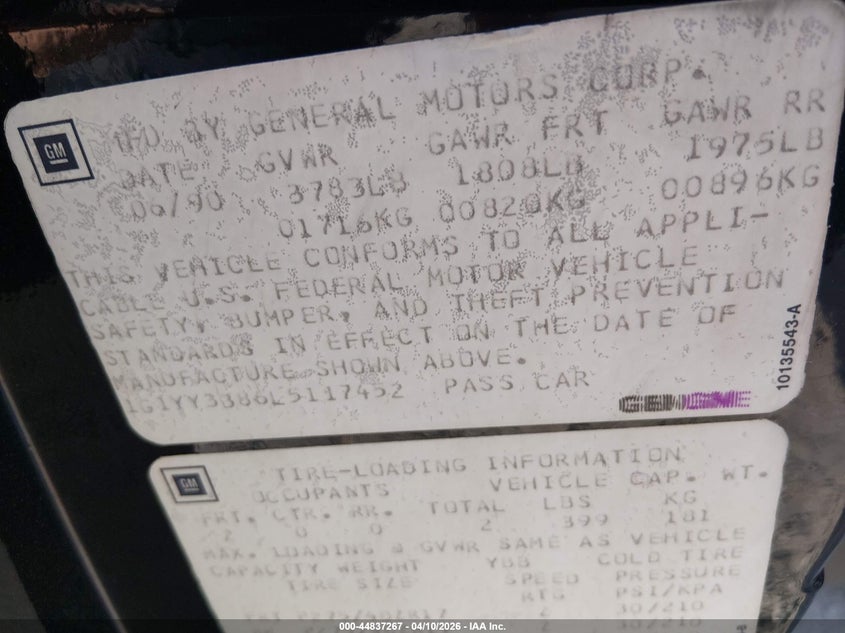 GM
MFD BY GENERAL MOTORS CORP.
DATE GVWR GAWR FRT GAWR RR
06/90 3783LB 1808LB 1975LB
01716KG 00820KG 00896KG
THIS VEHICLE CONFORMS TO ALL APPLI-
CABLE U.S. FEDERAL MOTOR VEHICLE
SAFETY, BUMPER, AND THEFT PREVENTION
STANDARDS IN EFFECT ON THE DATE OF
MANUFACTURE SHOWN ABOVE.
1G1YY3386L5117452 PASS CAR
10135543-A
GM
TIRE-LOADING INFORMATION
OCCUPANTS VEHICLE CAP. WT.
FRT. CTR. RR. TOTAL LBS KG
2 0 0 2 399 181
MAX. LOADING & GVWR SAME AS VEHICLE
CAPACITY WEIGHT COLD TIRE
TIRE SIZE SPEED PRESSURE
RTG PSI/KPA
FRT Z 30/210
000-44837267 - 04/10/2026 - IAA Inc.